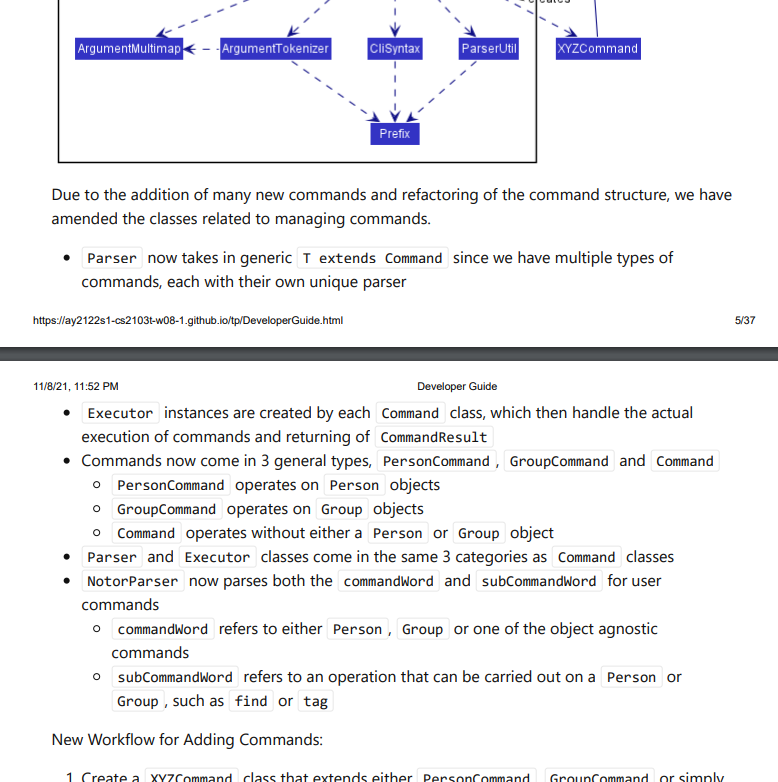 creates
ArgumentMultimap ArgumentTokenizer CliSyntax ParserUtil XYZCommand
Prefix
Due to the addition of many new commands and refactoring of the command structure, we have
amended the classes related to managing commands.
Parser now takes in generic T extends Command since we have multiple types of
commands, each with their own unique parser
https://ay2122s1-cs2103t-w08-1.github.io/tp/DeveloperGuide.html 5/37
11/8/21, 11:52 PM Developer Guide
Executor instances are created by each Command class, which then handle the actual
execution of commands and returning of CommandResult
Commands now come in 3 general types, PersonCommand , GroupCommand and Command
PersonCommand operates on Person objects
GroupCommand operates on Group objects
Command operates without either a Person or Group object
Parser and Executor classes come in the same 3 categories as Command classes
NotorParser now parses both the commandWord and subCommandWord for user
commands
commandWord refers to either Person , Group or one of the object agnostic
commands
subCommandWord refers to an operation that can be carried out on a Person or
Group , such as find or tag
New Workflow for Adding Commands:
1. Create a XYZCommand class that extends either PersonCommand GroupCommand or simply